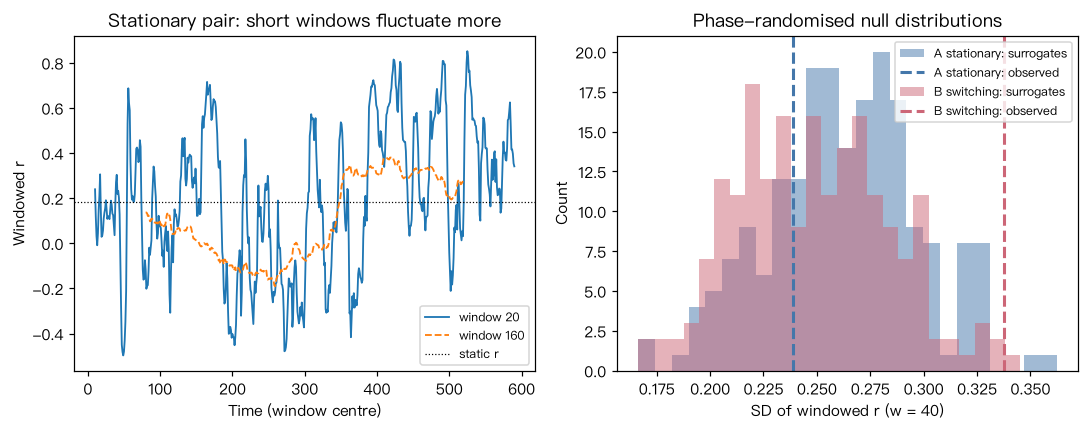 Stationary pair: short windows fluctuate more
Windowed r
0.8
0.6
0.4
0.2
0.0
−0.2
−0.4
0
100
200
300
400
500
600
Time (window centre)
window 20
window 160
static r
Phase−randomised null distributions
Count
20.0
17.5
15.0
12.5
10.0
7.5
5.0
2.5
0.0
0.175
0.200
0.225
0.250
0.275
0.300
0.325
0.350
SD of windowed r (w = 40)
A stationary: surrogates
A stationary: observed
B switching: surrogates
B switching: observed